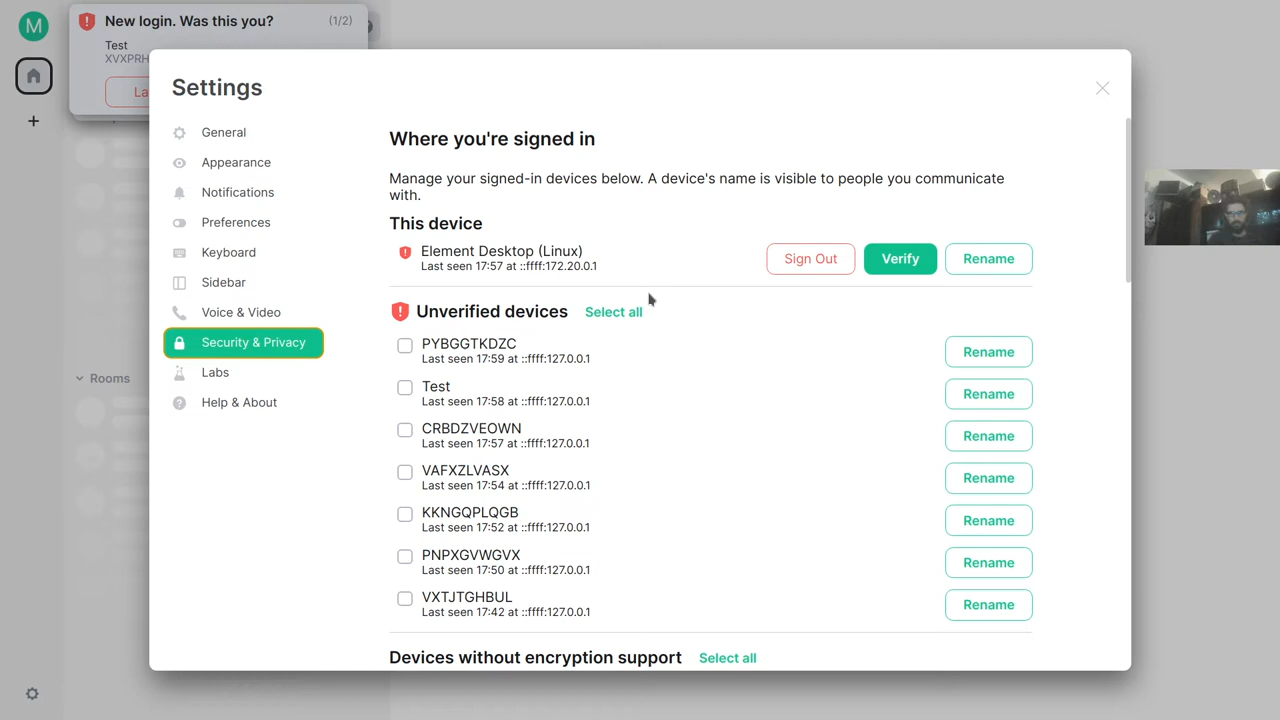 M
New login. Was this you?
(1/2)
Test
XVXPRH
La
Settings
General
Appearance
Notifications
Preferences
Keyboard
Sidebar
Voice & Video
Security & Privacy
Labs
Help & About
Rooms
Where you're signed in
Manage your signed-in devices below. A device's name is visible to people you communicate
with.
This device
Element Desktop (Linux)
Last seen 17:57 at ::ffff:172.20.0.1
Sign Out
Verify
Rename
Unverified devices
Select all
PYBGGTKDZC
Last seen 17:59 at ::ffff:127.0.0.1
Rename
Test
Last seen 17:58 at ::ffff:127.0.0.1
Rename
CRBDZVEOWN
Last seen 17:57 at ::ffff:127.0.0.1
Rename
VAFXZLVASX
Last seen 17:54 at ::ffff:127.0.0.1
Rename
KKNGQPLQGB
Last seen 17:52 at ::ffff:127.0.0.1
Rename
PNPXGVWGVX
Last seen 17:50 at ::ffff:127.0.0.1
Rename
VXTJTGHBUL
Last seen 17:42 at ::ffff:127.0.0.1
Rename
Devices without encryption support
Select all